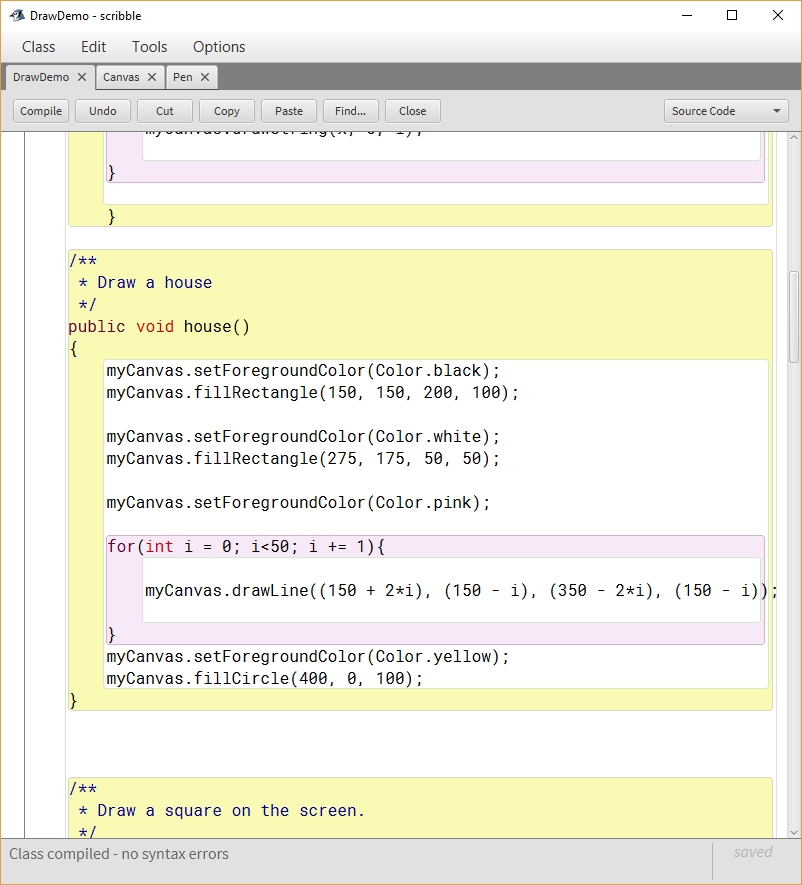 DrawDemo - scribble
Class Edit Tools Options
DrawDemo Canvas Pen
Compile Undo Cut Copy Paste Find... Close Source Code
}
}
/**
* Draw a house
*/
public void house()
{
myCanvas.setForegroundColor(Color.black);
myCanvas.fillRectangle(150, 150, 200, 100);
myCanvas.setForegroundColor(Color.white);
myCanvas.fillRectangle(275, 175, 50, 50);
myCanvas.setForegroundColor(Color.pink);
for(int i = 0; i<50; i += 1){
myCanvas.drawLine((150 + 2*i), (150 - i), (350 - 2*i), (150 - i));
}
myCanvas.setForegroundColor(Color.yellow);
myCanvas.fillCircle(400, 0, 100);
}
/**
* Draw a square on the screen.
*/
Class compiled - no syntax errors
saved